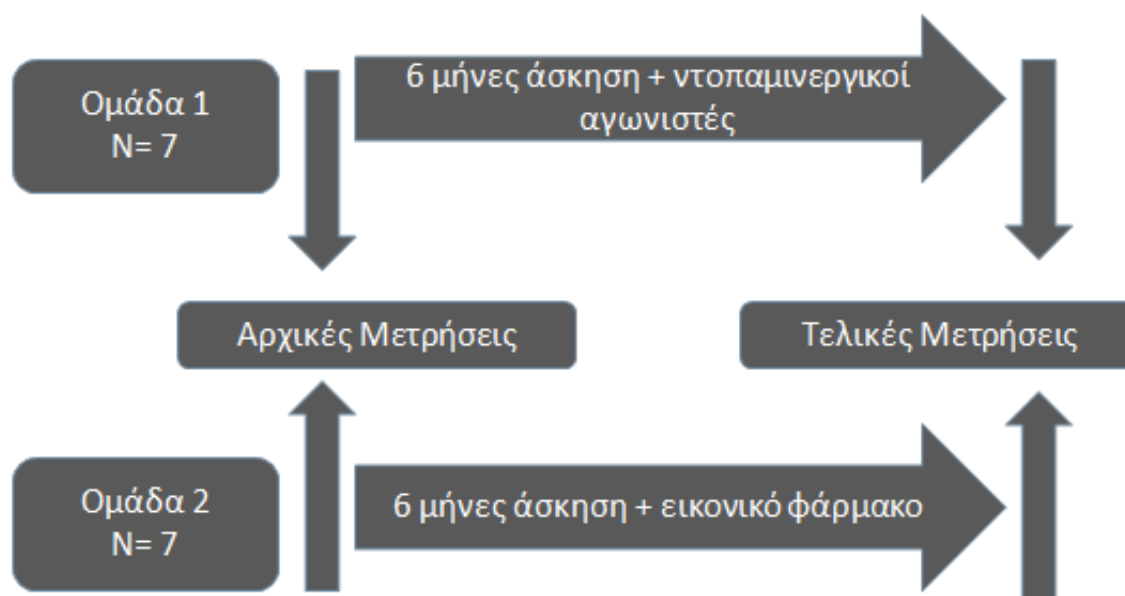 Ομάδα 1
N= 7
6 μήνες άσκηση + ντοπαμινεργικοί
αγωνιστές
Αρχικές Μετρήσεις
Τελικές Μετρήσεις
Ομάδα 2
N= 7
6 μήνες άσκηση + εικονικό φάρμακο